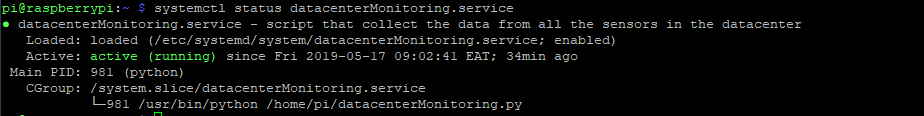 pi@raspberrypi:~ $ systemctl status datacenterMonitoring.service
● datacenterMonitoring.service - script that collect the data from all the sensors in the datacenter
Loaded: loaded (/etc/systemd/system/datacenterMonitoring.service; enabled)
Active: active (running) since Fri 2019-05-17 09:02:41 EAT; 34min ago
Main PID: 981 (python)
CGroup: /system.slice/datacenterMonitoring.service
└─981 /usr/bin/python /home/pi/datacenterMonitoring.py